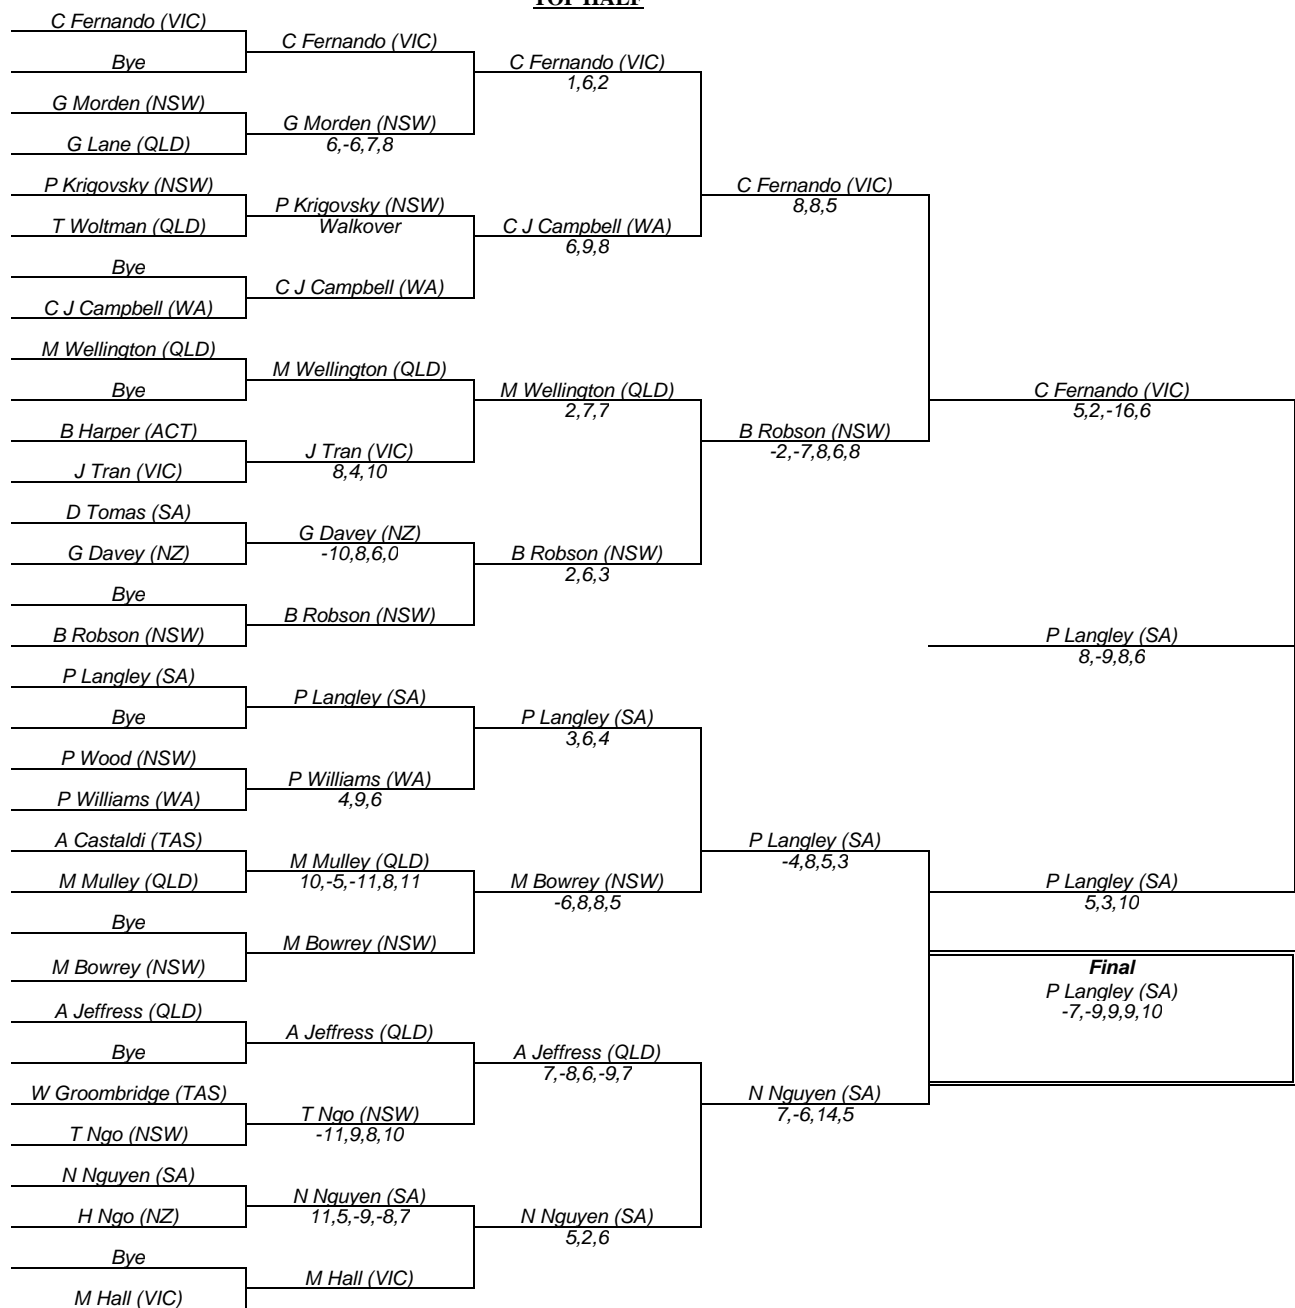 TOP HALF
C Fernando (VIC)
Bye
G Morden (NSW)
G Lane (QLD)
P Krigovsky (NSW)
T Woltman (QLD)
Bye
C J Campbell (WA)
M Wellington (QLD)
Bye
B Harper (ACT)
J Tran (VIC)
D Tomas (SA)
G Davey (NZ)
Bye
B Robson (NSW)
P Langley (SA)
Bye
P Wood (NSW)
P Williams (WA)
A Castaldi (TAS)
M Mulley (QLD)
Bye
M Bowrey (NSW)
A Jeffress (QLD)
Bye
W Groombridge (TAS)
T Ngo (NSW)
N Nguyen (SA)
H Ngo (NZ)
Bye
M Hall (VIC)
C Fernando (VIC)
G Morden (NSW)
6,-6,7,8
P Krigovsky (NSW)
Walkover
C J Campbell (WA)
M Wellington (QLD)
J Tran (VIC)
8,4,10
G Davey (NZ)
-10,8,6,0
B Robson (NSW)
P Langley (SA)
P Williams (WA)
4,9,6
M Mulley (QLD)
10,-5,-11,8,11
M Bowrey (NSW)
A Jeffress (QLD)
T Ngo (NSW)
-11,9,8,10
N Nguyen (SA)
11,5,-9,-8,7
M Hall (VIC)
C Fernando (VIC)
1,6,2
C J Campbell (WA)
6,9,8
M Wellington (QLD)
2,7,7
B Robson (NSW)
2,6,3
P Langley (SA)
3,6,4
M Bowrey (NSW)
-6,8,8,5
A Jeffress (QLD)
7,-8,6,-9,7
N Nguyen (SA)
5,2,6
C Fernando (VIC)
8,8,5
B Robson (NSW)
-2,-7,8,6,8
P Langley (SA)
-4,8,5,3
N Nguyen (SA)
7,-6,14,5
C Fernando (VIC)
5,2,-16,6
P Langley (SA)
8,-9,8,6
P Langley (SA)
5,3,10
Final
P Langley (SA)
-7,-9,9,9,10